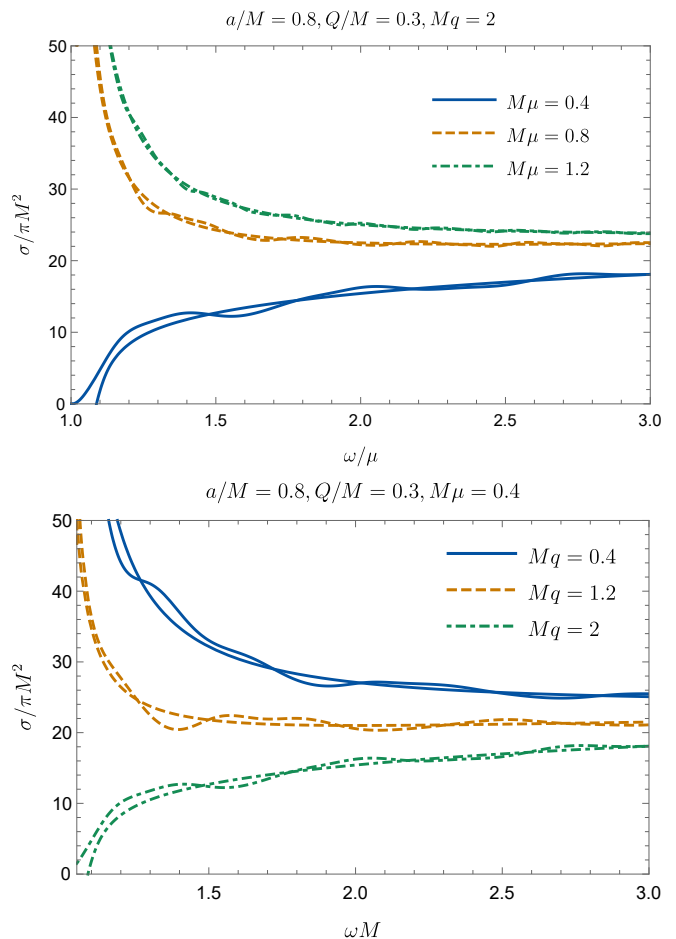 a/M = 0.8, Q/M = 0.3, Mq = 2
50
40
30
20
10
0
σ/πM²
Mμ = 0.4
Mμ = 0.8
Mμ = 1.2
1.0 1.5 2.0 2.5 3.0
ω/μ
a/M = 0.8, Q/M = 0.3, Mμ = 0.4
50
40
30
20
10
0
σ/πM²
Mq = 0.4
Mq = 1.2
Mq = 2
1.5 2.0 2.5 3.0
ωM